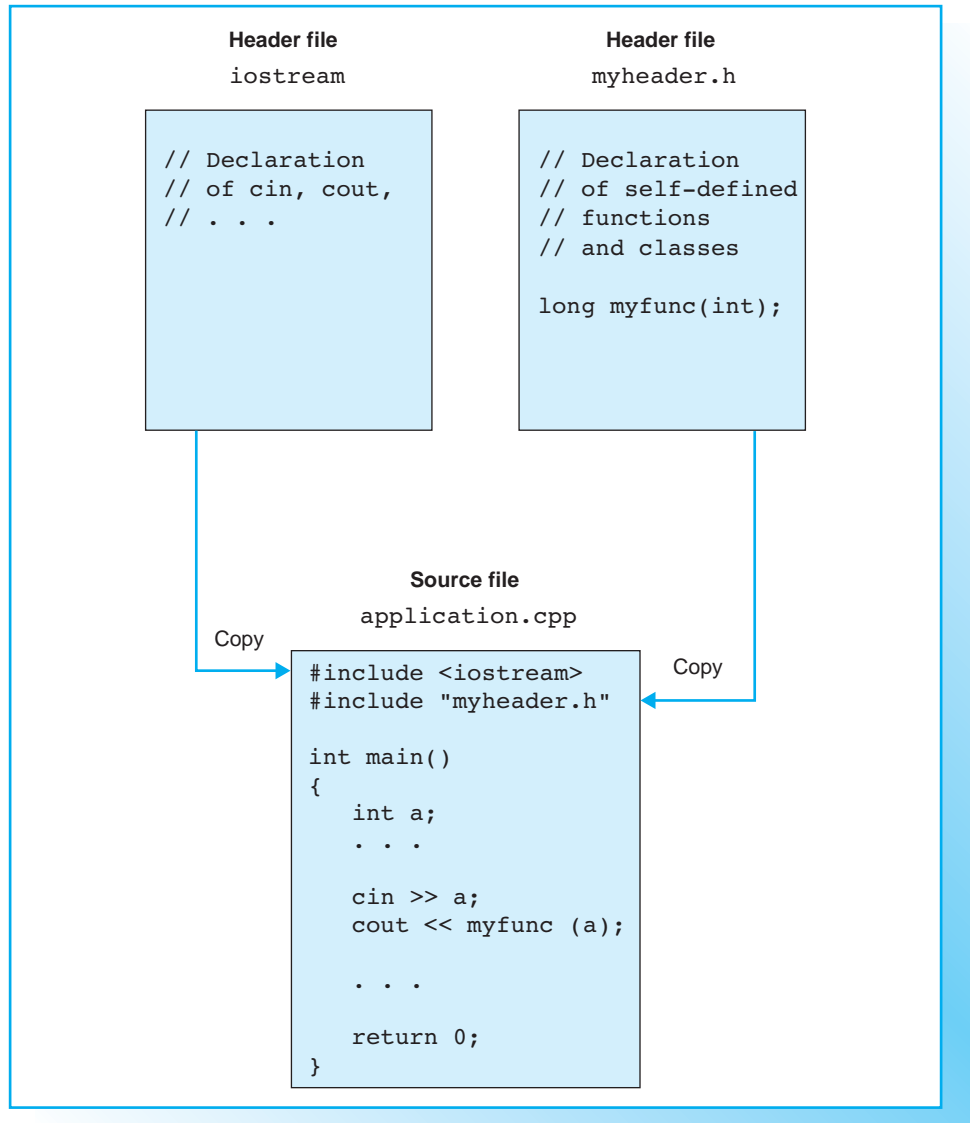 Header file
iostream
// Declaration
// of cin, cout,
// . . .
Header file
myheader.h
// Declaration
// of self-defined
// functions
// and classes
long myfunc(int);
Copy
Copy
Source file
application.cpp
#include <iostream>
#include "myheader.h"
int main()
{
   int a;
   . . .
   cin >> a;
   cout << myfunc (a);
   . . .
   return 0;
}